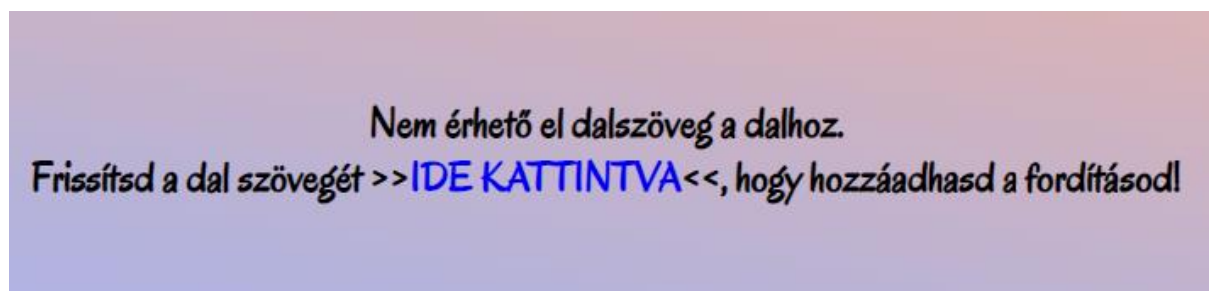 Nem érhető el dalszöveg a dalhoz.
Frissítsd a dal szövegét >>IDE KATTINTVA<<, hogy hozzáadhasd a fordításod!